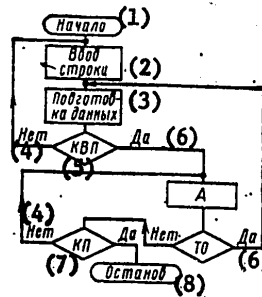 (1)
Начало
Ввод
строки
(2)
Подготов-
ка данных
(3)
Нет
(4)
КВП
(5)
Да
(6)
А
(4)
Нет
КП
(7)
Да
Нет
ТО
Да
(6
Останов
(8)